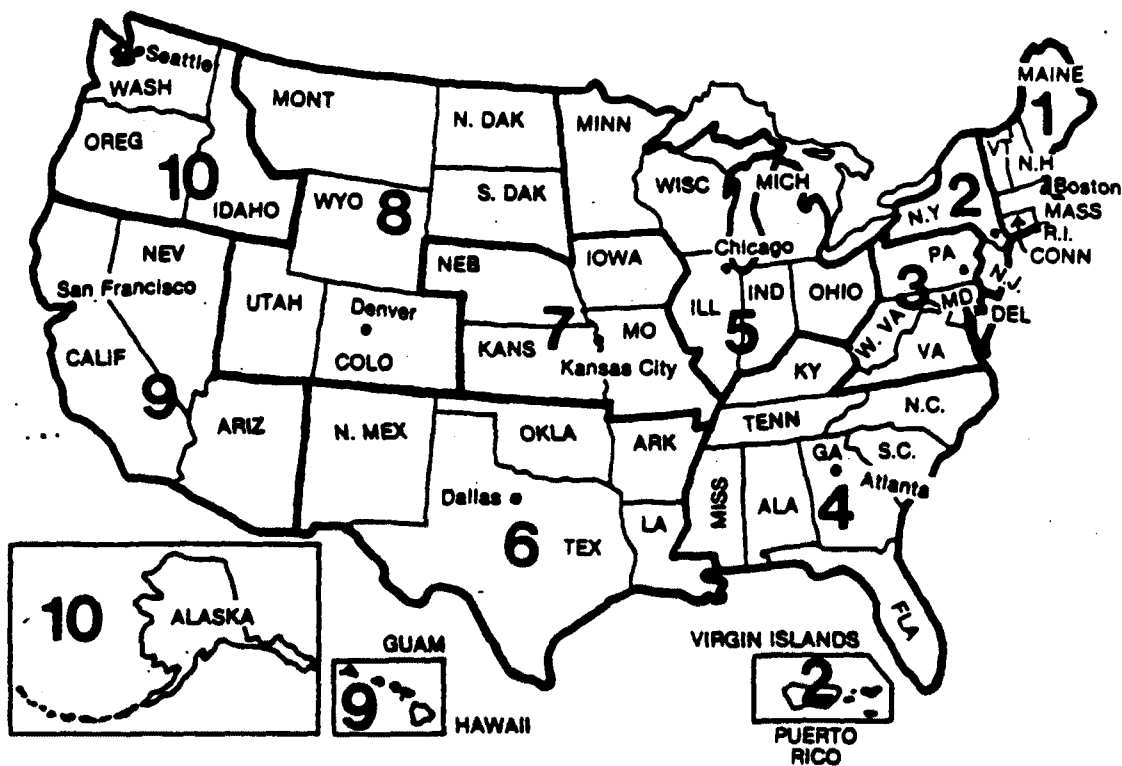 Seattle
WASH
OREG
10
IDAHO
MONT
WYO
8
N. DAK
S. DAK
MINN
WISC
MICH
MAINE
1
VT
N.H
Boston
MASS
R.I.
CONN
N.Y
2
PA
3
N.J.
MD
DEL
W. VA
VA
NEV
San Francisco
CALIF
9
UTAH
Denver
COLO
NEB
IOWA
7
KANS
MO
Kansas City
Chicago
ILL
IND
5
OHIO
KY
ARIZ
N. MEX
OKLA
ARK
TENN
N.C.
S.C.
GA
Atlanta
4
MISS
ALA
Dallas
6
TEX
LA
FLA
10
ALASKA
GUAM
9
HAWAII
VIRGIN ISLANDS
2
PUERTO
RICO